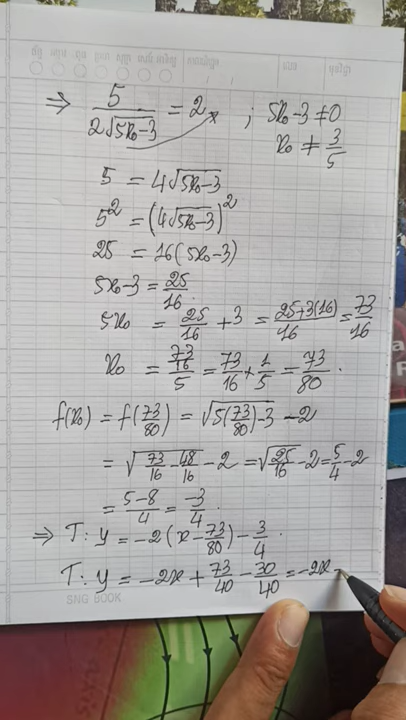 ⇒ 5/(2√(5x₀-3)) = 2 ; 5x₀-3 ≠ 0
x₀ ≠ 3/5
5 = 4√(5x₀-3)
5² = (4√(5x₀-3))²
25 = 16(5x₀-3)
5x₀-3 = 25/16.
5x₀ = 25/16 + 3 = (25+3(16))/16 = 73/16
x₀ = (73/16)/5 = 73/16 × 1/5 = 73/80.
f(x₀) = f(73/80) = √(5(73/80)-3) - 2
= √(73/16 - 48/16) - 2 = √(25/16) - 2 = 5/4 - 2
= (5-8)/4 = -3/4.
⇒ T: y = -2(x - 73/80) - 3/4.
T: y = -2x + 73/40 - 30/40 = -2x
SNG BOOK